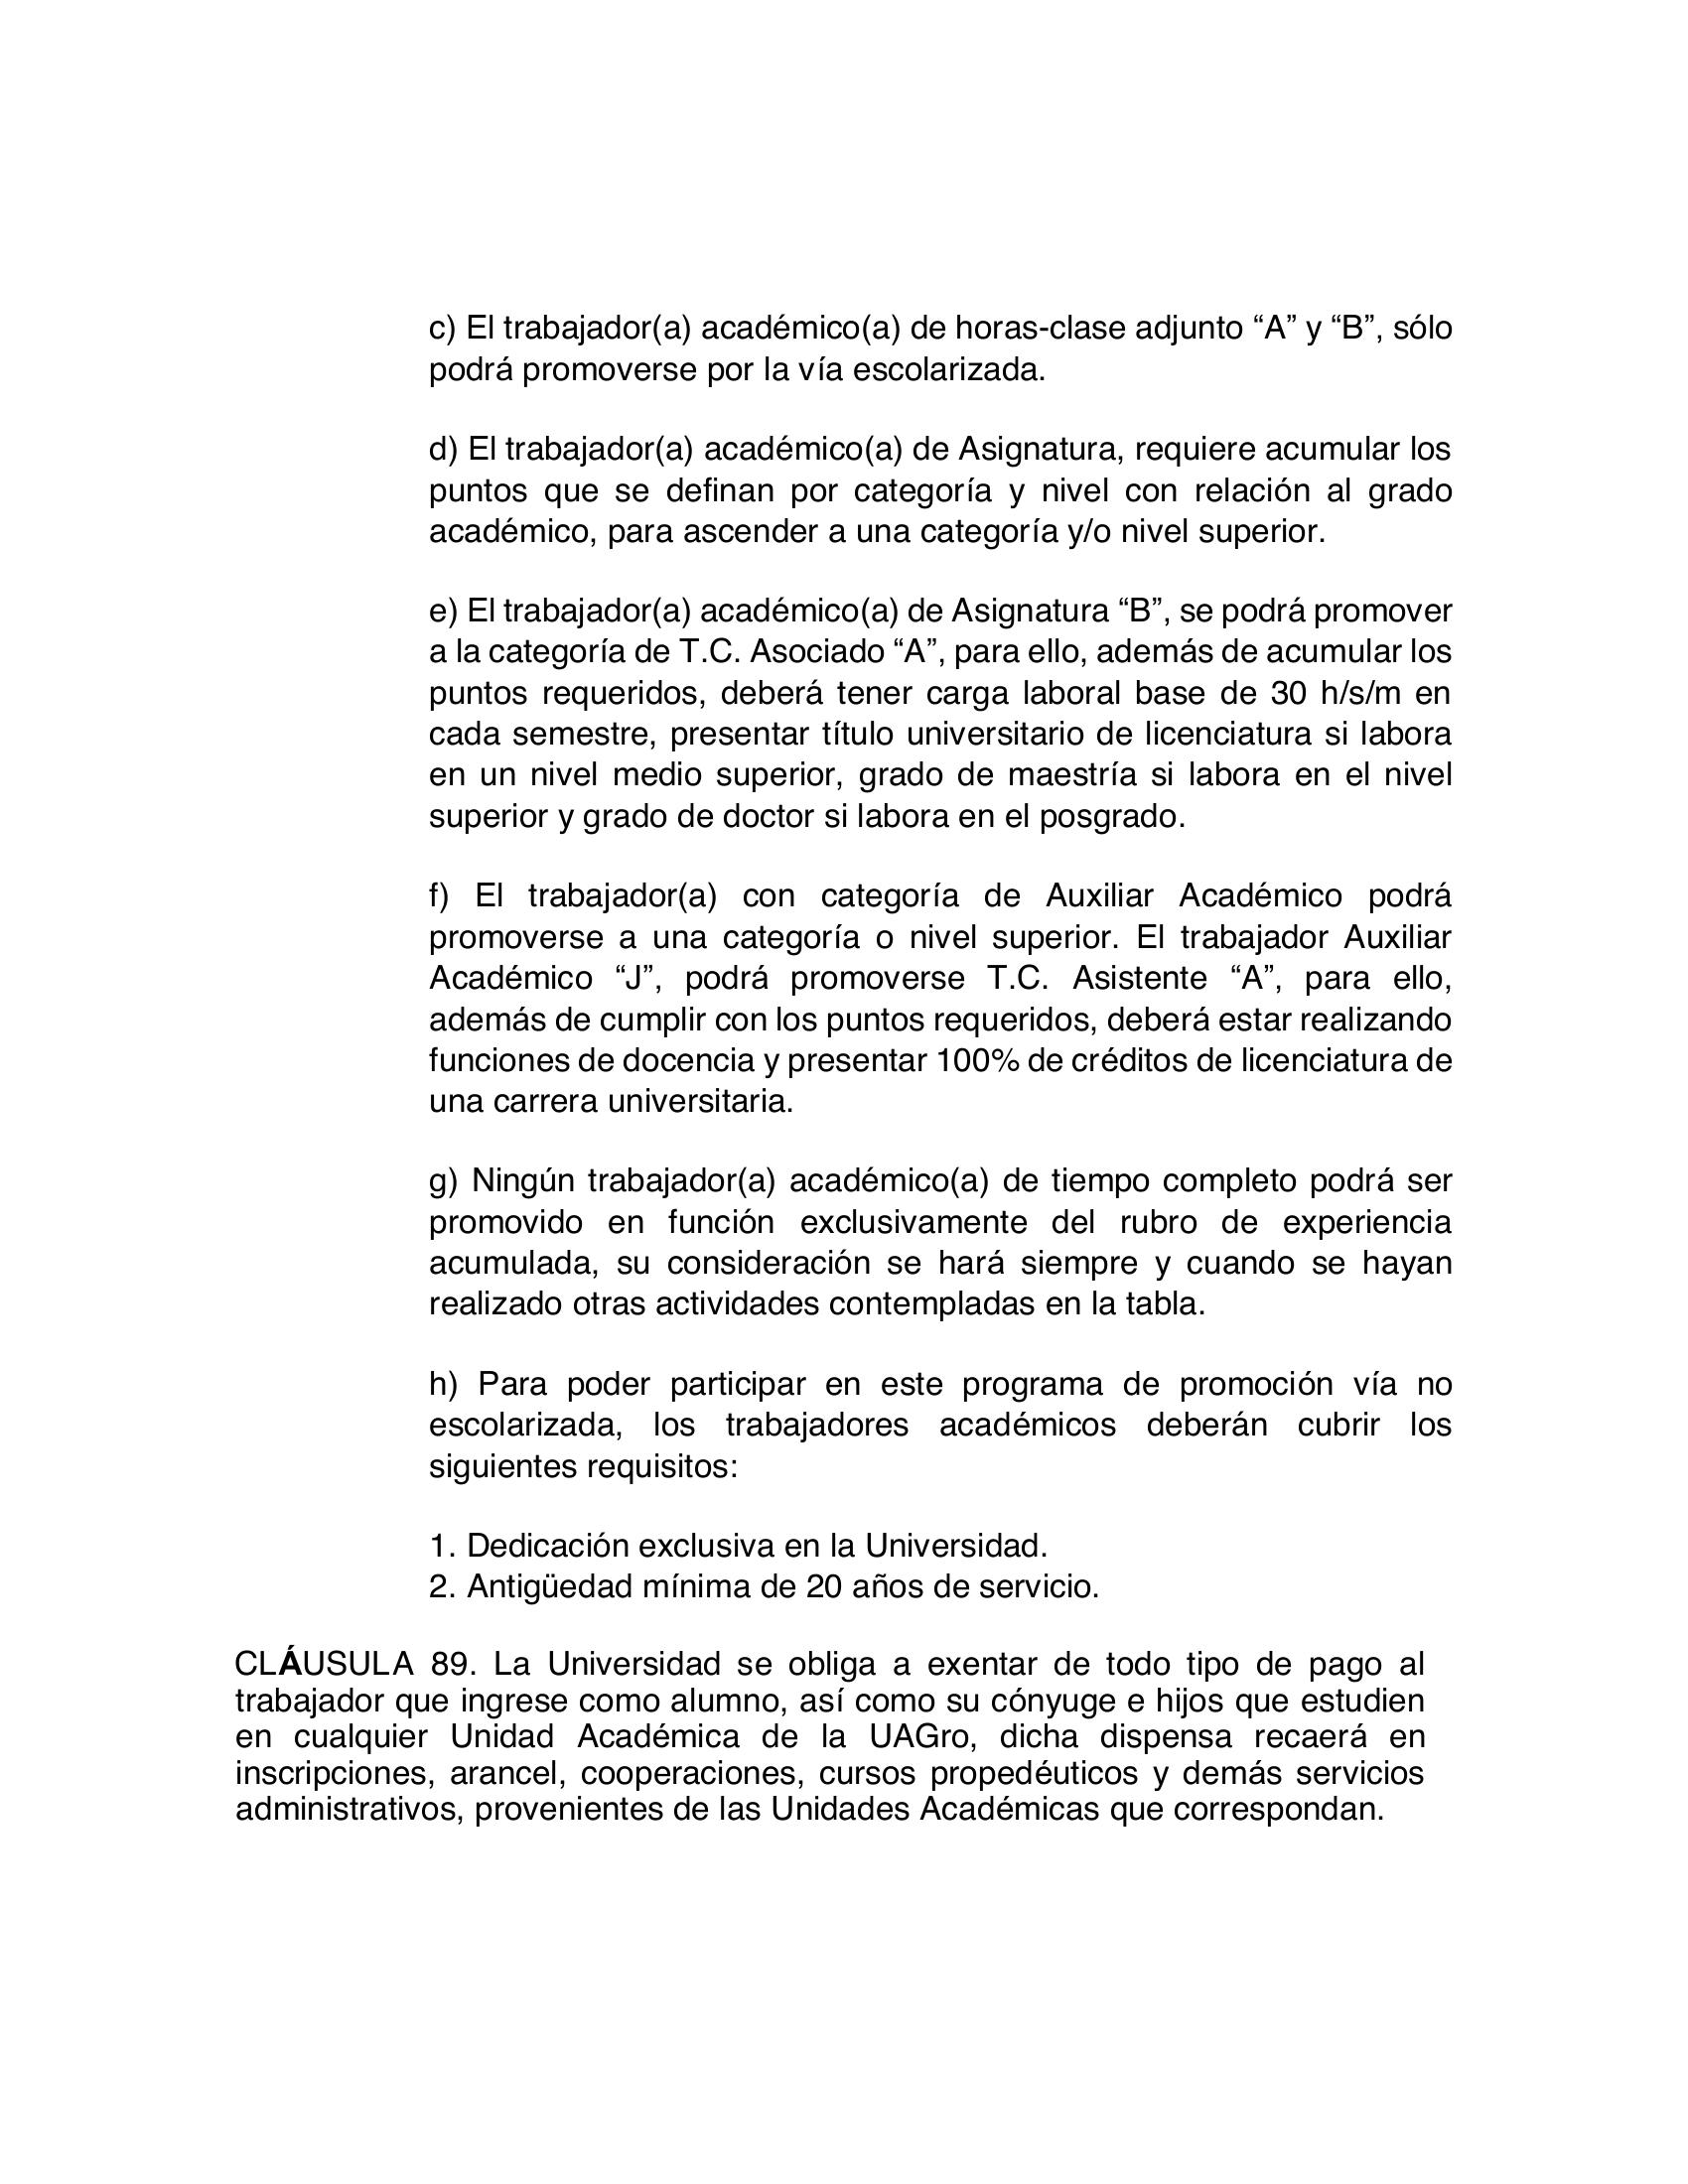 c) El trabajador(a) académico(a) de horas-clase adjunto “A” y “B”, sólo
podrá promoverse por la vía escolarizada.
d) El trabajador(a) académico(a) de Asignatura, requiere acumular los
puntos que se definan por categoría y nivel con relación al grado
académico, para ascender a una categoría y/o nivel superior.
e) El trabajador(a) académico(a) de Asignatura “B”, se podrá promover
a la categoría de T.C. Asociado “A”, para ello, además de acumular los
puntos requeridos, deberá tener carga laboral base de 30 h/s/m en
cada semestre, presentar título universitario de licenciatura si labora
en un nivel medio superior, grado de maestría si labora en el nivel
superior y grado de doctor si labora en el posgrado.
f) El trabajador(a) con categoría de Auxiliar Académico podrá
promoverse a una categoría o nivel superior. El trabajador Auxiliar
Académico “J”, podrá promoverse T.C. Asistente “A”, para ello,
además de cumplir con los puntos requeridos, deberá estar realizando
funciones de docencia y presentar 100% de créditos de licenciatura de
una carrera universitaria.
g) Ningún trabajador(a) académico(a) de tiempo completo podrá ser
promovido en función exclusivamente del rubro de experiencia
acumulada, su consideración se hará siempre y cuando se hayan
realizado otras actividades contempladas en la tabla.
h) Para poder participar en este programa de promoción vía no
escolarizada, los trabajadores académicos deberán cubrir los
siguientes requisitos:
1. Dedicación exclusiva en la Universidad.
2. Antigüedad mínima de 20 años de servicio.
CLÁUSULA 89. La Universidad se obliga a exentar de todo tipo de pago al
trabajador que ingrese como alumno, así como su cónyuge e hijos que estudien
en cualquier Unidad Académica de la UAGro, dicha dispensa recaerá en
inscripciones, arancel, cooperaciones, cursos propedéuticos y demás servicios
administrativos, provenientes de las Unidades Académicas que correspondan.